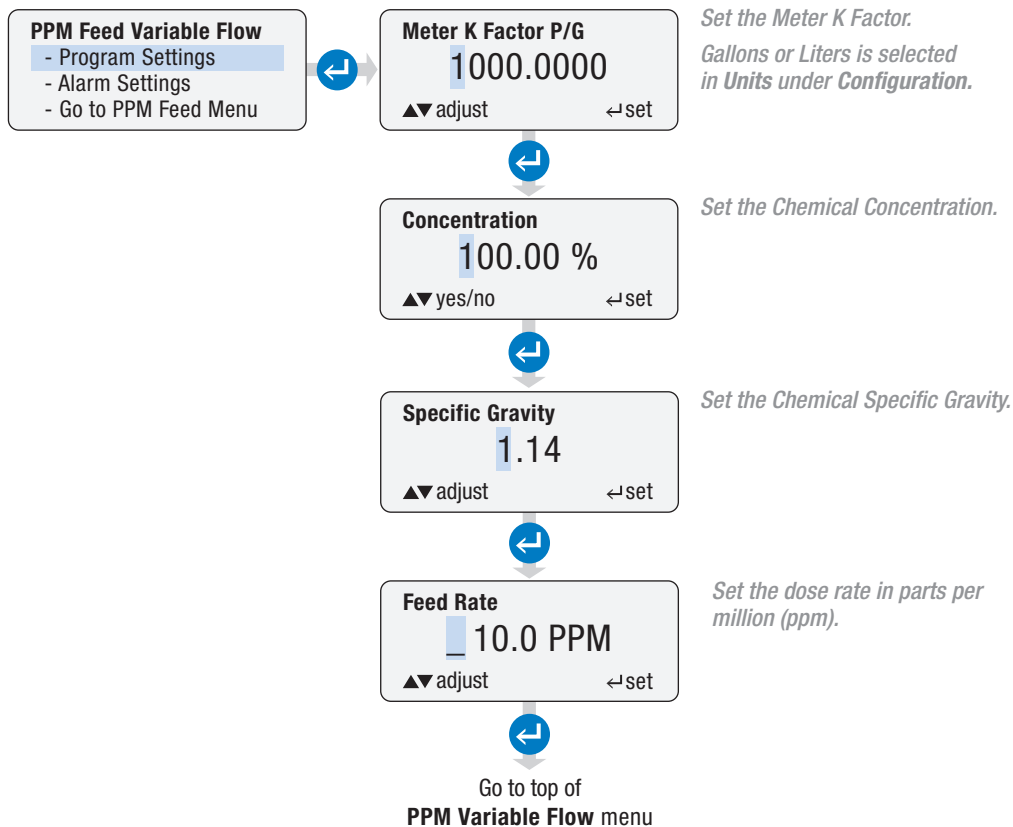 PPM Feed Variable Flow
- Program Settings
- Alarm Settings
- Go to PPM Feed Menu
Meter K Factor P/G
1000.0000
▲▼ adjust ↵ set
Set the Meter K Factor.
Gallons or Liters is selected
in Units under Configuration.
Concentration
100.00 %
▲▼ yes/no ↵ set
Set the Chemical Concentration.
Specific Gravity
1.14
▲▼ adjust ↵ set
Set the Chemical Specific Gravity.
Feed Rate
_ 10.0 PPM
▲▼ adjust ↵ set
Set the dose rate in parts per
million (ppm).
Go to top of
PPM Variable Flow menu